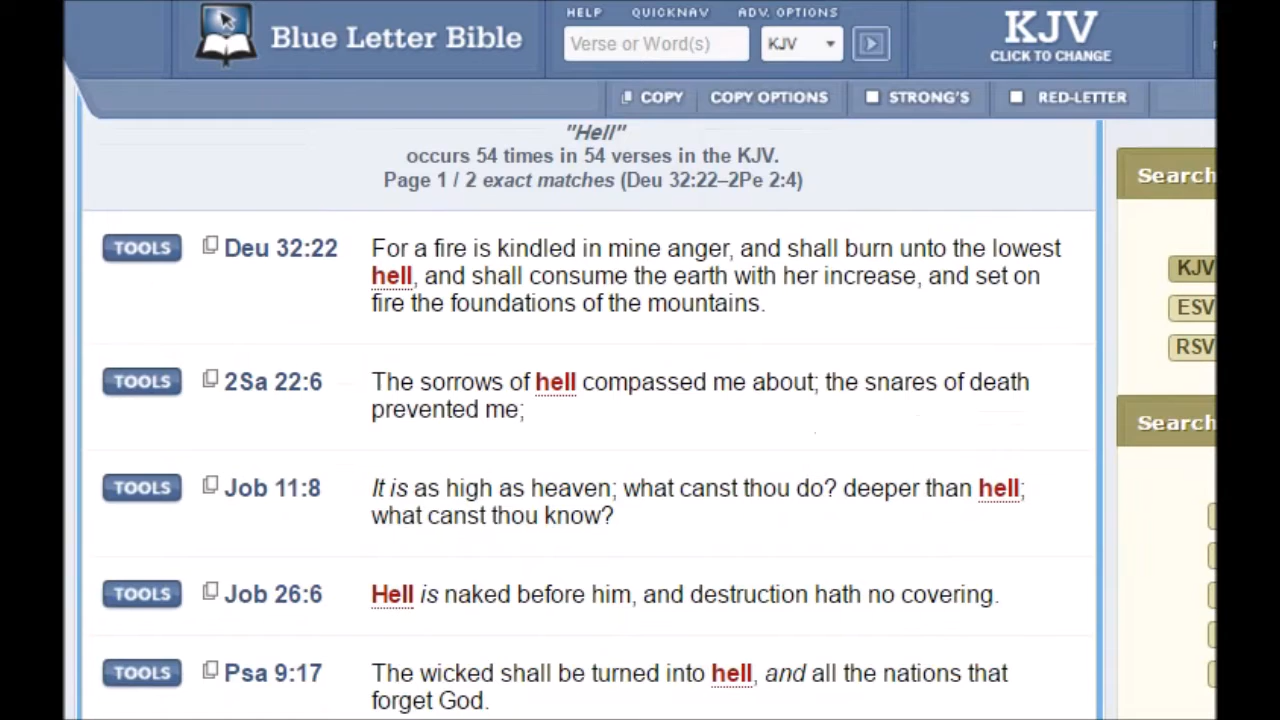 HELP QUICKNAV ADV. OPTIONS
Blue Letter Bible
Verse or Word(s) KJV
KJV
CLICK TO CHANGE
COPY COPY OPTIONS STRONG'S RED-LETTER
"Hell"
occurs 54 times in 54 verses in the KJV.
Page 1 / 2 exact matches (Deu 32:22–2Pe 2:4)
Search
KJV
ESV
RSV
Search
TOOLS Deu 32:22 For a fire is kindled in mine anger, and shall burn unto the lowest
hell, and shall consume the earth with her increase, and set on
fire the foundations of the mountains.
TOOLS 2Sa 22:6 The sorrows of hell compassed me about; the snares of death
prevented me;
TOOLS Job 11:8 It is as high as heaven; what canst thou do? deeper than hell;
what canst thou know?
TOOLS Job 26:6 Hell is naked before him, and destruction hath no covering.
TOOLS Psa 9:17 The wicked shall be turned into hell, and all the nations that
forget God.